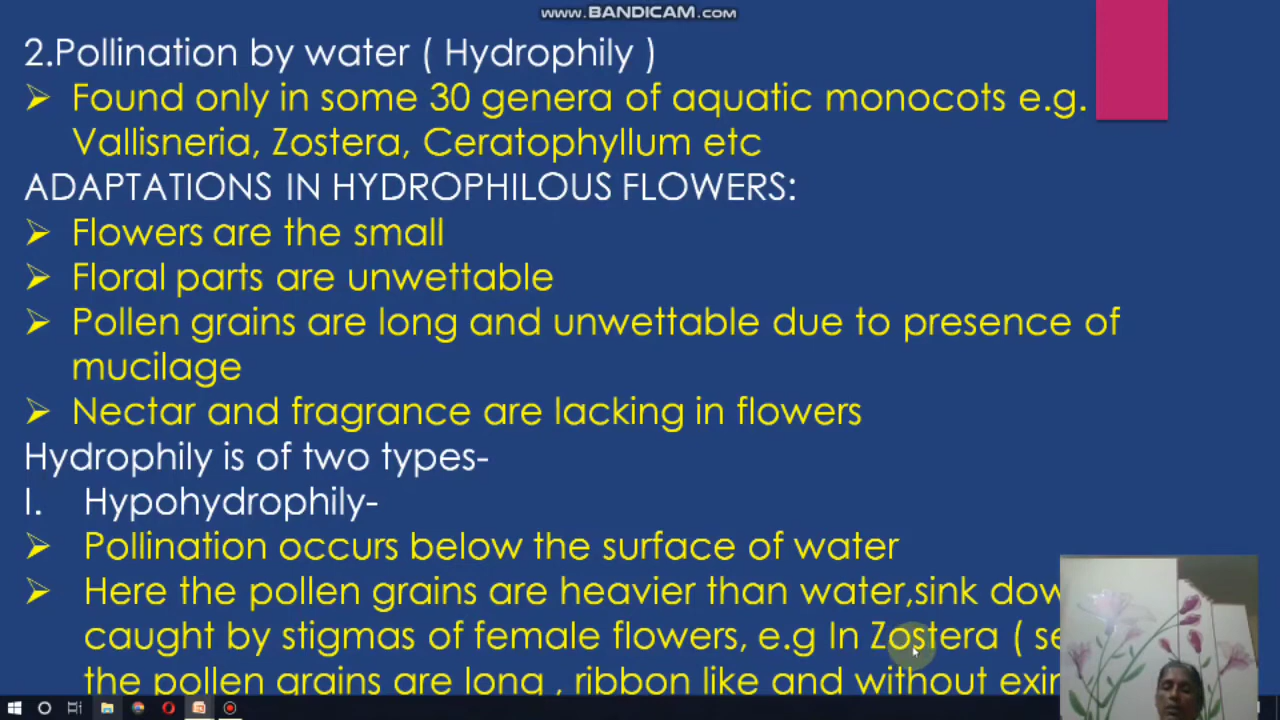 www.BANDICAM.com
2.Pollination by water ( Hydrophily )
➢ Found only in some 30 genera of aquatic monocots e.g.
Vallisneria, Zostera, Ceratophyllum etc
ADAPTATIONS IN HYDROPHILOUS FLOWERS:
➢ Flowers are the small
➢ Floral parts are unwettable
➢ Pollen grains are long and unwettable due to presence of
mucilage
➢ Nectar and fragrance are lacking in flowers
Hydrophily is of two types-
I. Hypohydrophily-
➢ Pollination occurs below the surface of water
➢ Here the pollen grains are heavier than water,sink
caught by stigmas of female flowers, e.g In Zostera (
the pollen grains are long , ribbon like and without